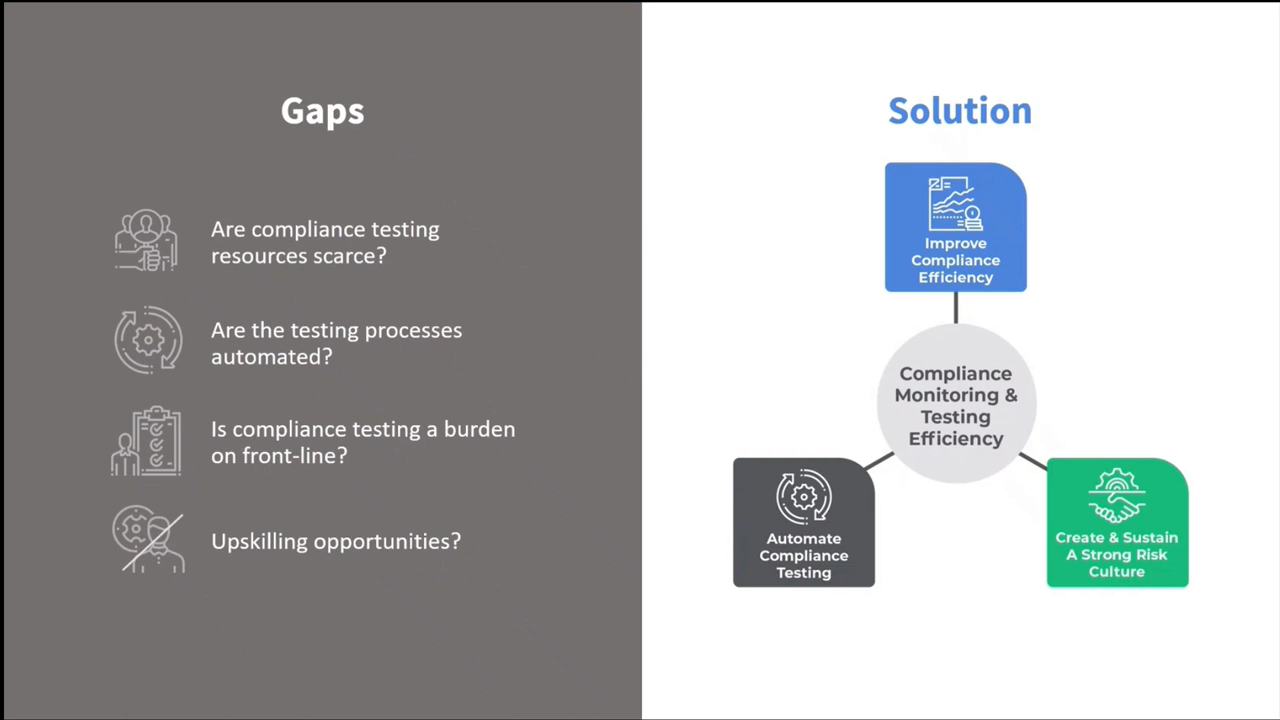 Gaps
Are compliance testing
resources scarce?
Are the testing processes
automated?
Is compliance testing a burden
on front-line?
Upskilling opportunities?
Solution
Improve
Compliance
Efficiency
Compliance
Monitoring &
Testing
Efficiency
Automate
Compliance
Testing
Create & Sustain
A Strong Risk
Culture